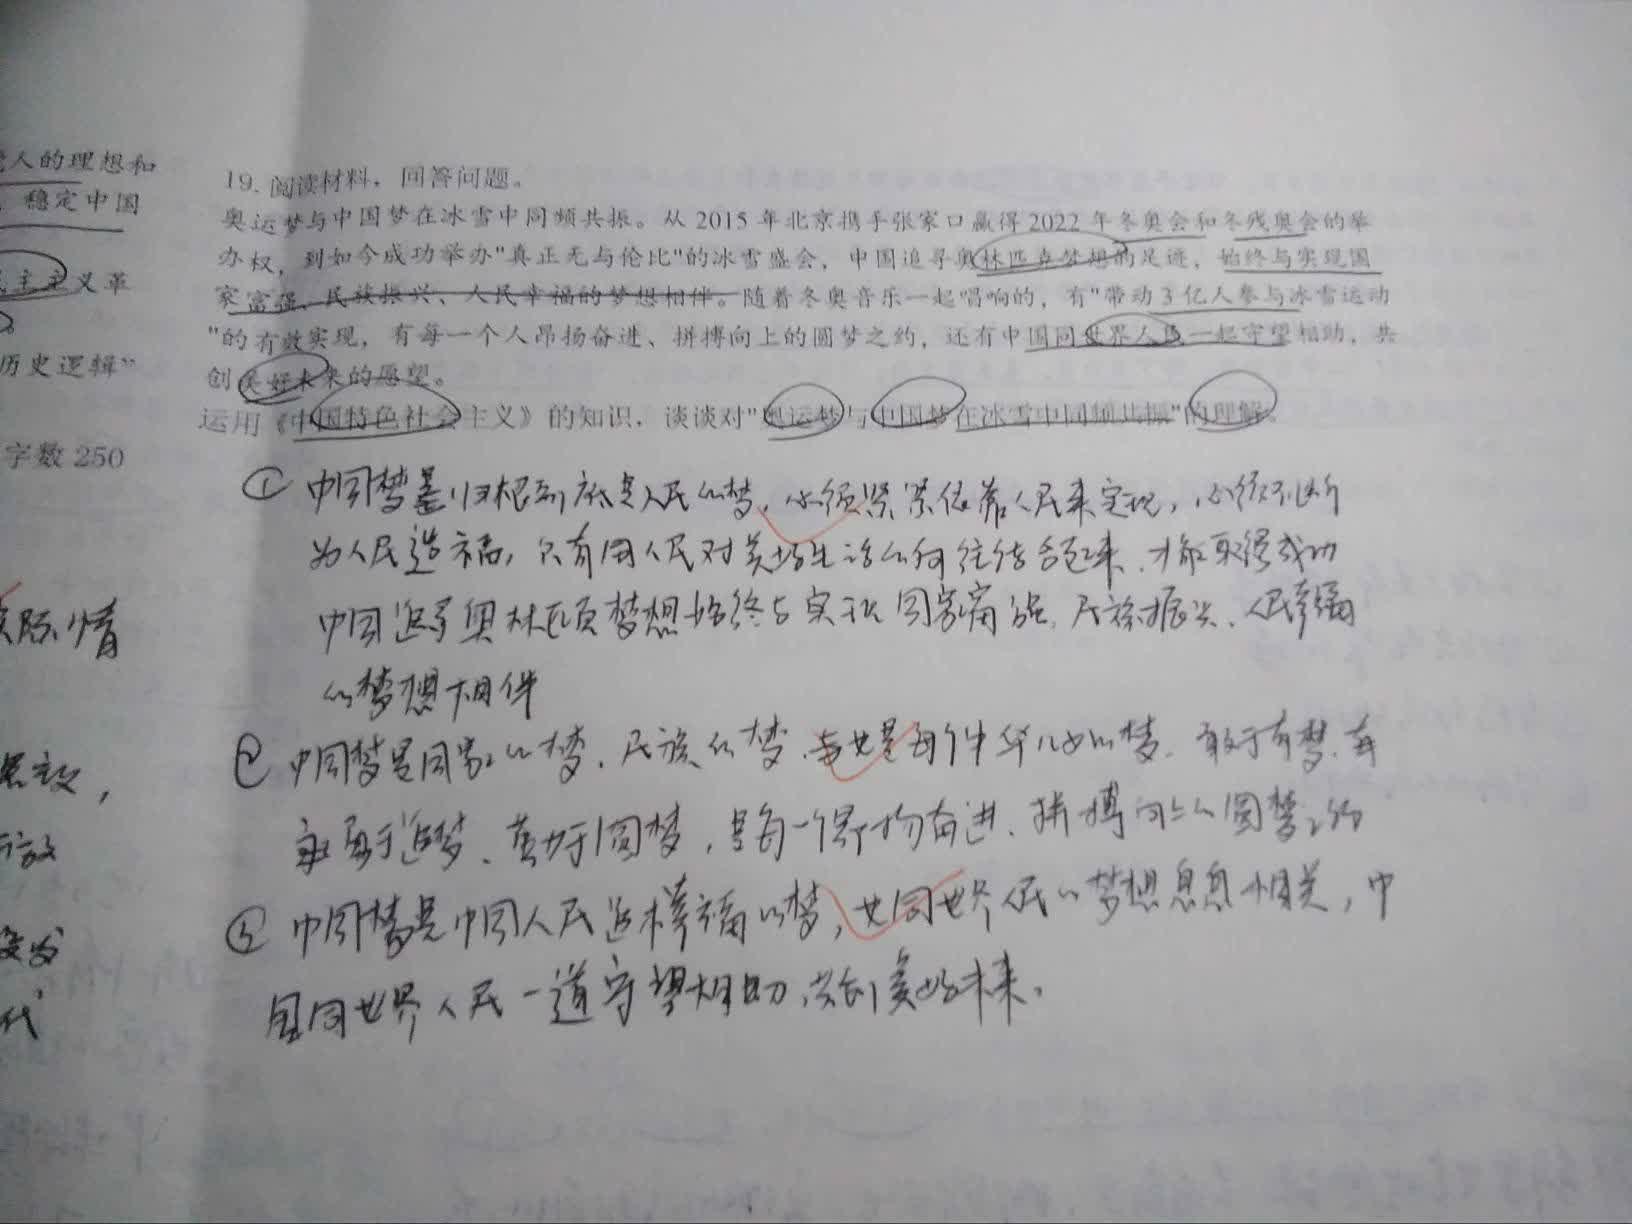 党人的理想和
稳定中国
民主主义革
历史逻辑”
字数 250
实际情
19. 阅读材料，回答问题。
奥运梦与中国梦在冰雪中同频共振。从 2015 年北京携手张家口赢得 2022 年冬奥会和冬残奥会的举
办权，到如今成功举办"真正无与伦比"的冰雪盛会，中国追寻奥林匹克梦想的足迹，始终与实现国
家富强、民族振兴、人民幸福的梦想相伴。随着冬奥音乐一起唱响的，有"带动 3 亿人参与冰雪运动
"的有效实现，有每一个人昂扬奋进、拼搏向上的圆梦之约，还有中国同世界人民一起守望相助，共
创美好未来的愿望。
运用《中国特色社会主义》的知识，谈谈对"奥运梦与中国梦在冰雪中同频共振"的理解。
① 中国梦归根到底是人民的梦，必须紧紧依靠人民来实现，必须不断
为人民造福，只有同人民对美好生活的向往结合起来，才能取得成功
中国追寻奥林匹克梦想始终与实现国家富强、民族振兴、人民幸福
的梦想相伴
② 中国梦是国家的梦、民族的梦，也是每个中华儿女的梦。敢于有梦、
勇于追梦、勤于圆梦，是每一个昂扬奋进、拼搏向上的圆梦之约
③ 中国梦是中国人民追求幸福的梦，也同世界人民的梦想息息相关，中
国同世界人民一道守望相助，共创美好未来。